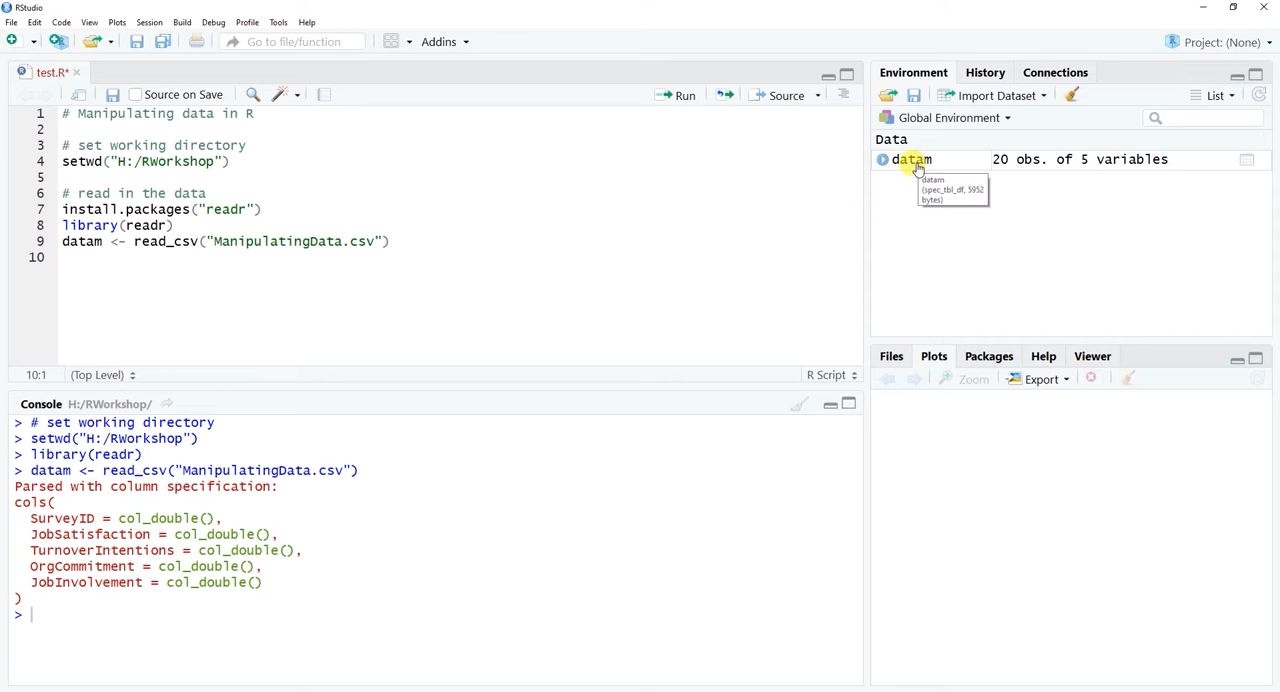 RStudio
File Edit Code View Plots Session Build Debug Profile Tools Help
Go to file/function Addins Project: (None)
test.R*
Source on Save Run Source
1 # Manipulating data in R
2
3 # set working directory
4 setwd("H:/RWorkshop")
5
6 # read in the data
7 install.packages("readr")
8 library(readr)
9 datam <- read_csv("ManipulatingData.csv")
10
10:1 (Top Level) R Script
Console H:/RWorkshop/
> # set working directory
> setwd("H:/RWorkshop")
> library(readr)
> datam <- read_csv("ManipulatingData.csv")
Parsed with column specification:
cols(
SurveyID = col_double(),
JobSatisfaction = col_double(),
TurnoverIntentions = col_double(),
OrgCommitment = col_double(),
JobInvolvement = col_double()
)
>
Environment History Connections
Import Dataset List
Global Environment
Data
datam 20 obs. of 5 variables
datam
(spec_tbl_df, 5952
bytes)
Files Plots Packages Help Viewer
Zoom Export